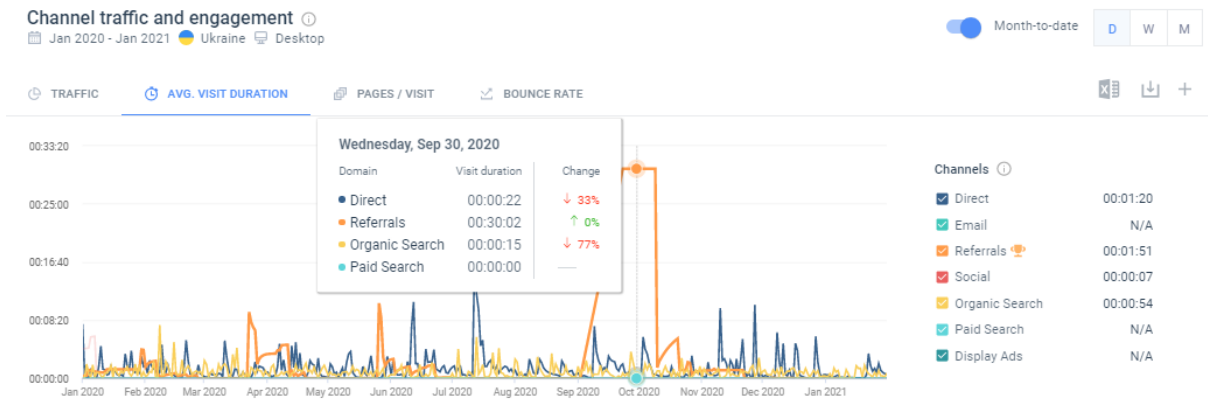 Channel traffic and engagement
Jan 2020 - Jan 2021 Ukraine Desktop
Month-to-date D W M
TRAFFIC AVG. VISIT DURATION PAGES / VISIT BOUNCE RATE
Wednesday, Sep 30, 2020
Domain Visit duration Change
Direct 00:00:22 ↓ 33%
Referrals 00:30:02 ↑ 0%
Organic Search 00:00:15 ↓ 77%
Paid Search 00:00:00 —
00:33:20
00:25:00
00:16:40
00:08:20
00:00:00
Jan 2020 Feb 2020 Mar 2020 Apr 2020 May 2020 Jun 2020 Jul 2020 Aug 2020 Sep 2020 Oct 2020 Nov 2020 Dec 2020 Jan 2021
Channels
Direct 00:01:20
Email N/A
Referrals 00:01:51
Social 00:00:07
Organic Search 00:00:54
Paid Search N/A
Display Ads N/A